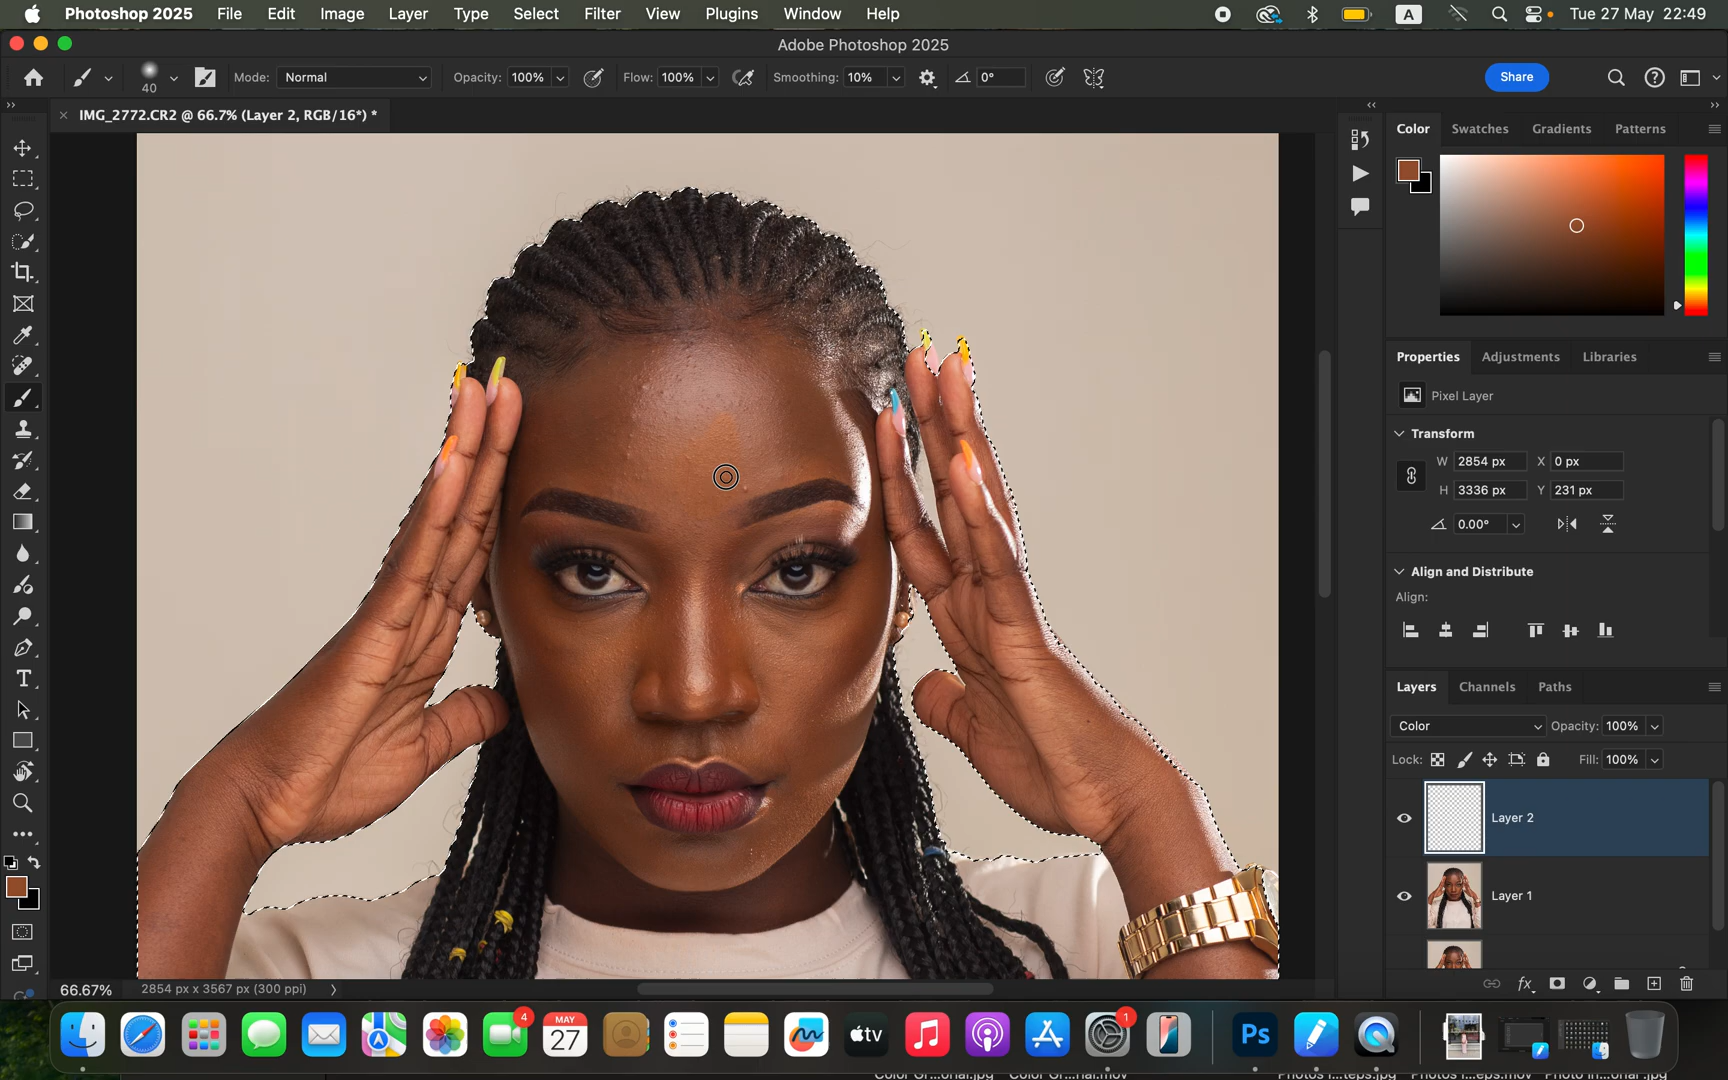 Photoshop 2025 File Edit Image Layer Type Select Filter View Plugins Window Help A Tue 27 May 22:49
Adobe Photoshop 2025
40 Mode: Normal Opacity: 100% Flow: 100% Smoothing: 10% 0° Share
IMG_2772.CR2 @ 66.7% (Layer 2, RGB/16*) *
Color Swatches Gradients Patterns
Properties Adjustments Libraries
Pixel Layer
Transform
W 2854 px X 0 px
H 3336 px Y 231 px
0.00°
Align and Distribute
Align:
Layers Channels Paths
Color Opacity: 100%
Lock: Fill: 100%
Layer 2
Layer 1
fx
66.67% 2854 px x 3567 px (300 ppi)
4 MAY 27 tv 1 Ps